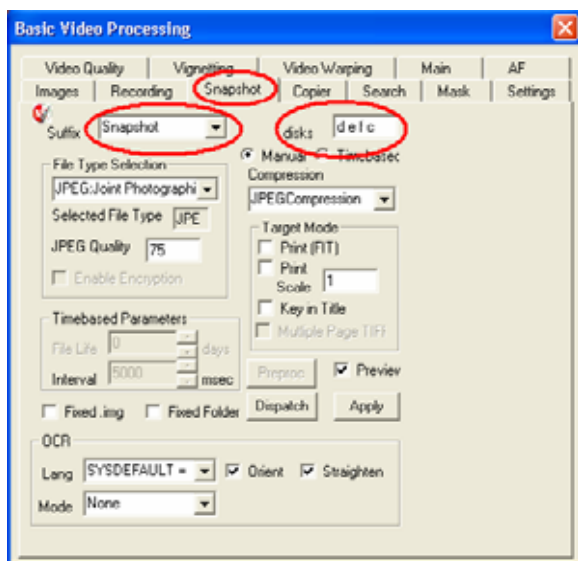 Basic Video Processing
Video Quality Vignetting Video Warping Main AF
Images Recording Snapshot Copier Search Mask Settings
Suffix Snapshot disks d e f c
Manual Timebased
File Type Selection Compression
JPEG:Joint Photographi JPEGCompression
Selected File Type JPE Target Mode
Print (FIT)
JPEG Quality 75 Print
Scale 1
Enable Encryption Key in Title
Multiple Page TIFF
Timebased Parameters
File Life 0 days
Interval 5000 msec Preproc Preview
Fixed .img Fixed Folder Dispatch Apply
OCR
Lang SYSDEFAULT = Orient Straighten
Mode None